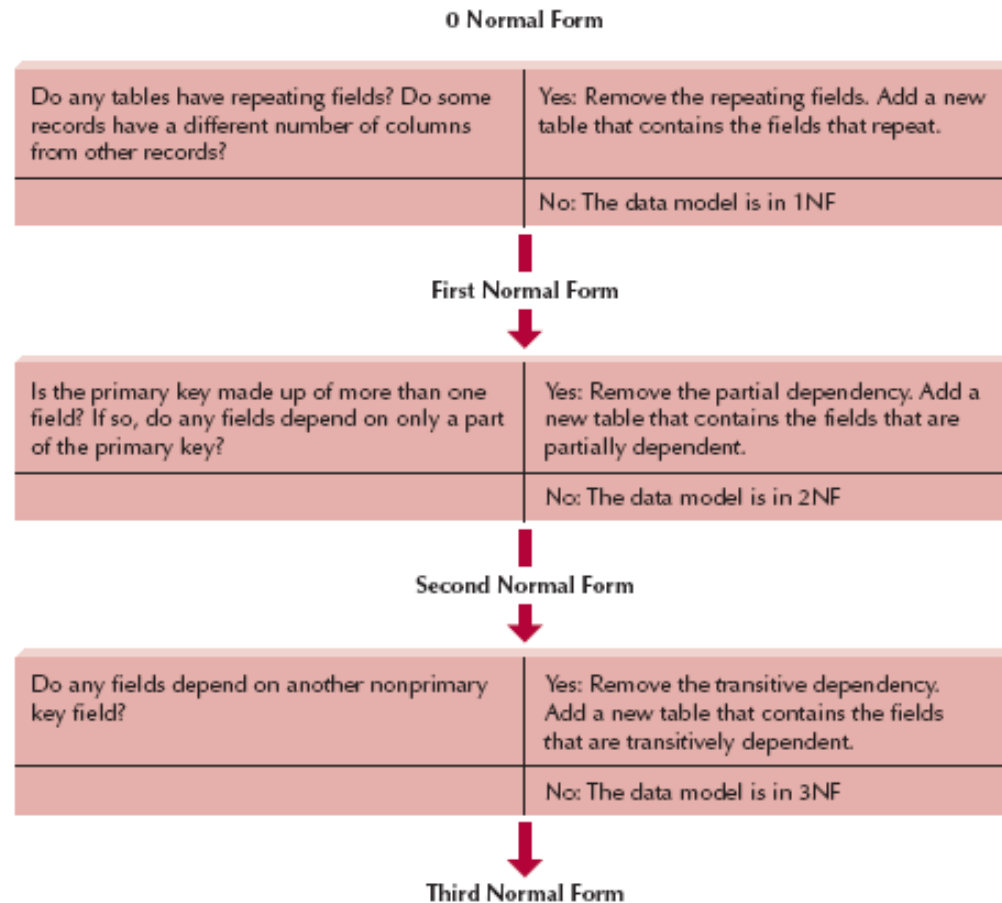 0 Normal Form
Do any tables have repeating fields? Do some
records have a different number of columns
from other records?
Yes: Remove the repeating fields. Add a new
table that contains the fields that repeat.
No: The data model is in 1NF
First Normal Form
Is the primary key made up of more than one
field? If so, do any fields depend on only a part
of the primary key?
Yes: Remove the partial dependency. Add a
new table that contains the fields that are
partially dependent.
No: The data model is in 2NF
Second Normal Form
Do any fields depend on another nonprimary
key field?
Yes: Remove the transitive dependency.
Add a new table that contains the fields
that are transitively dependent.
No: The data model is in 3NF
Third Normal Form